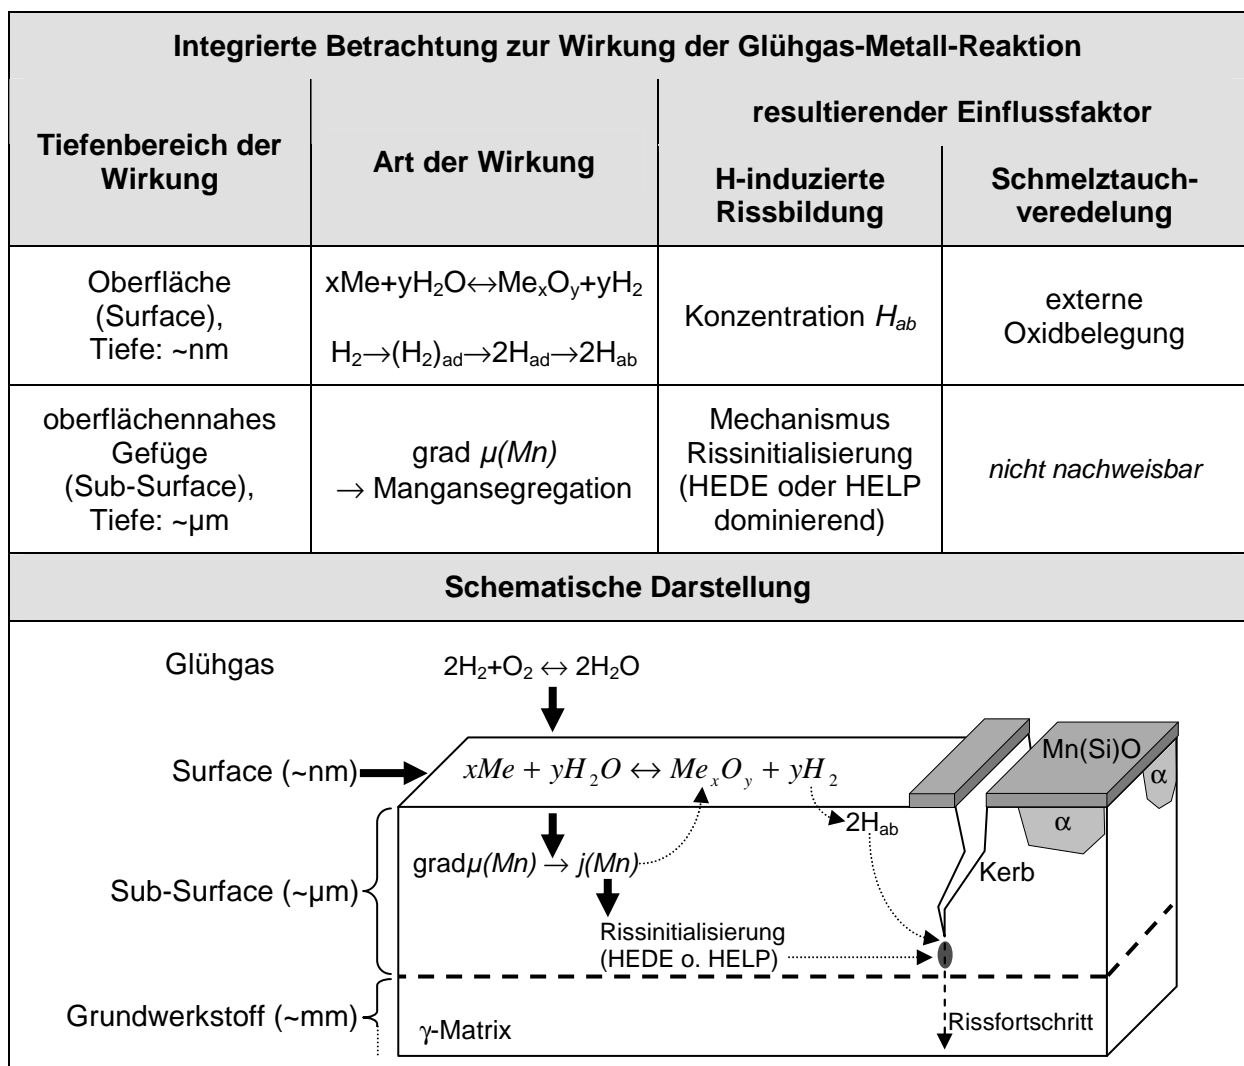 Integrierte Betrachtung zur Wirkung der Glühgas-Metall-Reaktion
Tiefenbereich der
Wirkung
Art der Wirkung
resultierender Einflussfaktor
H-induzierte
Rissbildung
Schmelztauch-
veredelung
Oberfläche
(Surface),
Tiefe: ~nm
xMe+yH₂O↔MeₓOᵧ+yH₂
H₂→(H₂)ad→2Had→2Hab
Konzentration Hab
externe
Oxidbelegung
oberflächennahes
Gefüge
(Sub-Surface),
Tiefe: ~µm
grad µ(Mn)
→ Mangansegregation
Mechanismus
Rissinitialisierung
(HEDE oder HELP
dominierend)
nicht nachweisbar
Schematische Darstellung
Glühgas
2H₂+O₂ ↔ 2H₂O
Surface (~nm)
xMe + yH₂O ↔ MeₓOᵧ + yH₂
Mn(Si)O
α
α
2Hab
gradµ(Mn) → j(Mn)
Kerb
Sub-Surface (~µm)
Rissinitialisierung
(HEDE o. HELP)
Grundwerkstoff (~mm)
γ-Matrix
Rissfortschritt